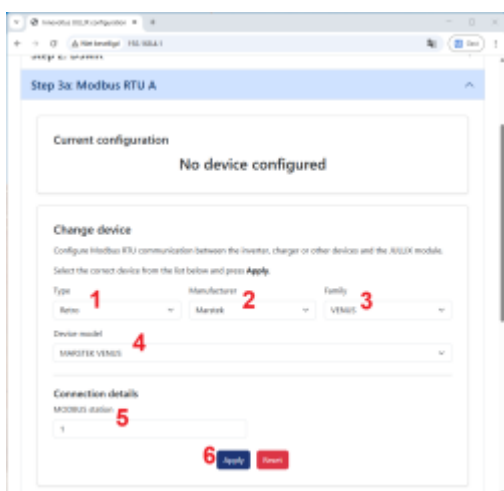 Step 3a: Modbus RTU A
Current configuration
No device configured
Change device
Configure Modbus RTU communication between the inverter, charger or other devices and the module.
Select the correct device from the list below and press Apply.
Type Manufacturer Family
1 2 3
Retro Marstek VENUS
Device model
4
MARSTEK VENUS
Connection details
MODBUS station
5
1
6 Apply Reset